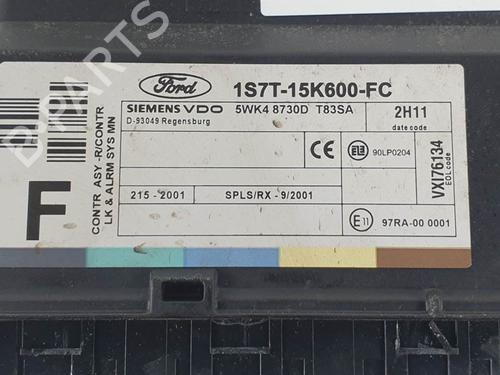 Ford
1S7T-15K600-FC
SIEMENS VDO
5WK4 8730D T83SA
2H11
D-93049 Regensburg
date code
CONTR ASY -R/CONTR
LK & ALRM SYS MN
F
CE
90LP0204
VXI76134
EOL code
215 - 2001
SPLS/RX - 9/2001
E11
97RA-00 0001
D-PARTS